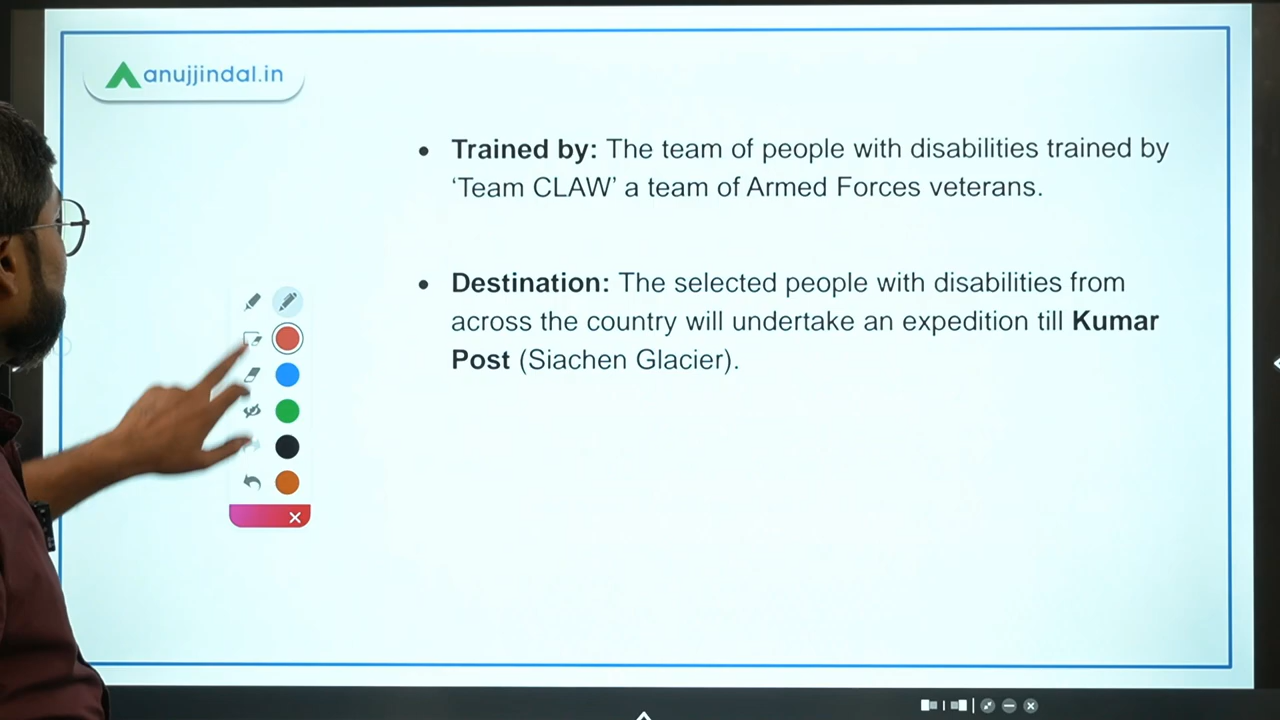 anujjindal.in
• Trained by: The team of people with disabilities trained by
‘Team CLAW’ a team of Armed Forces veterans.
• Destination: The selected people with disabilities from
across the country will undertake an expedition till Kumar
Post (Siachen Glacier).